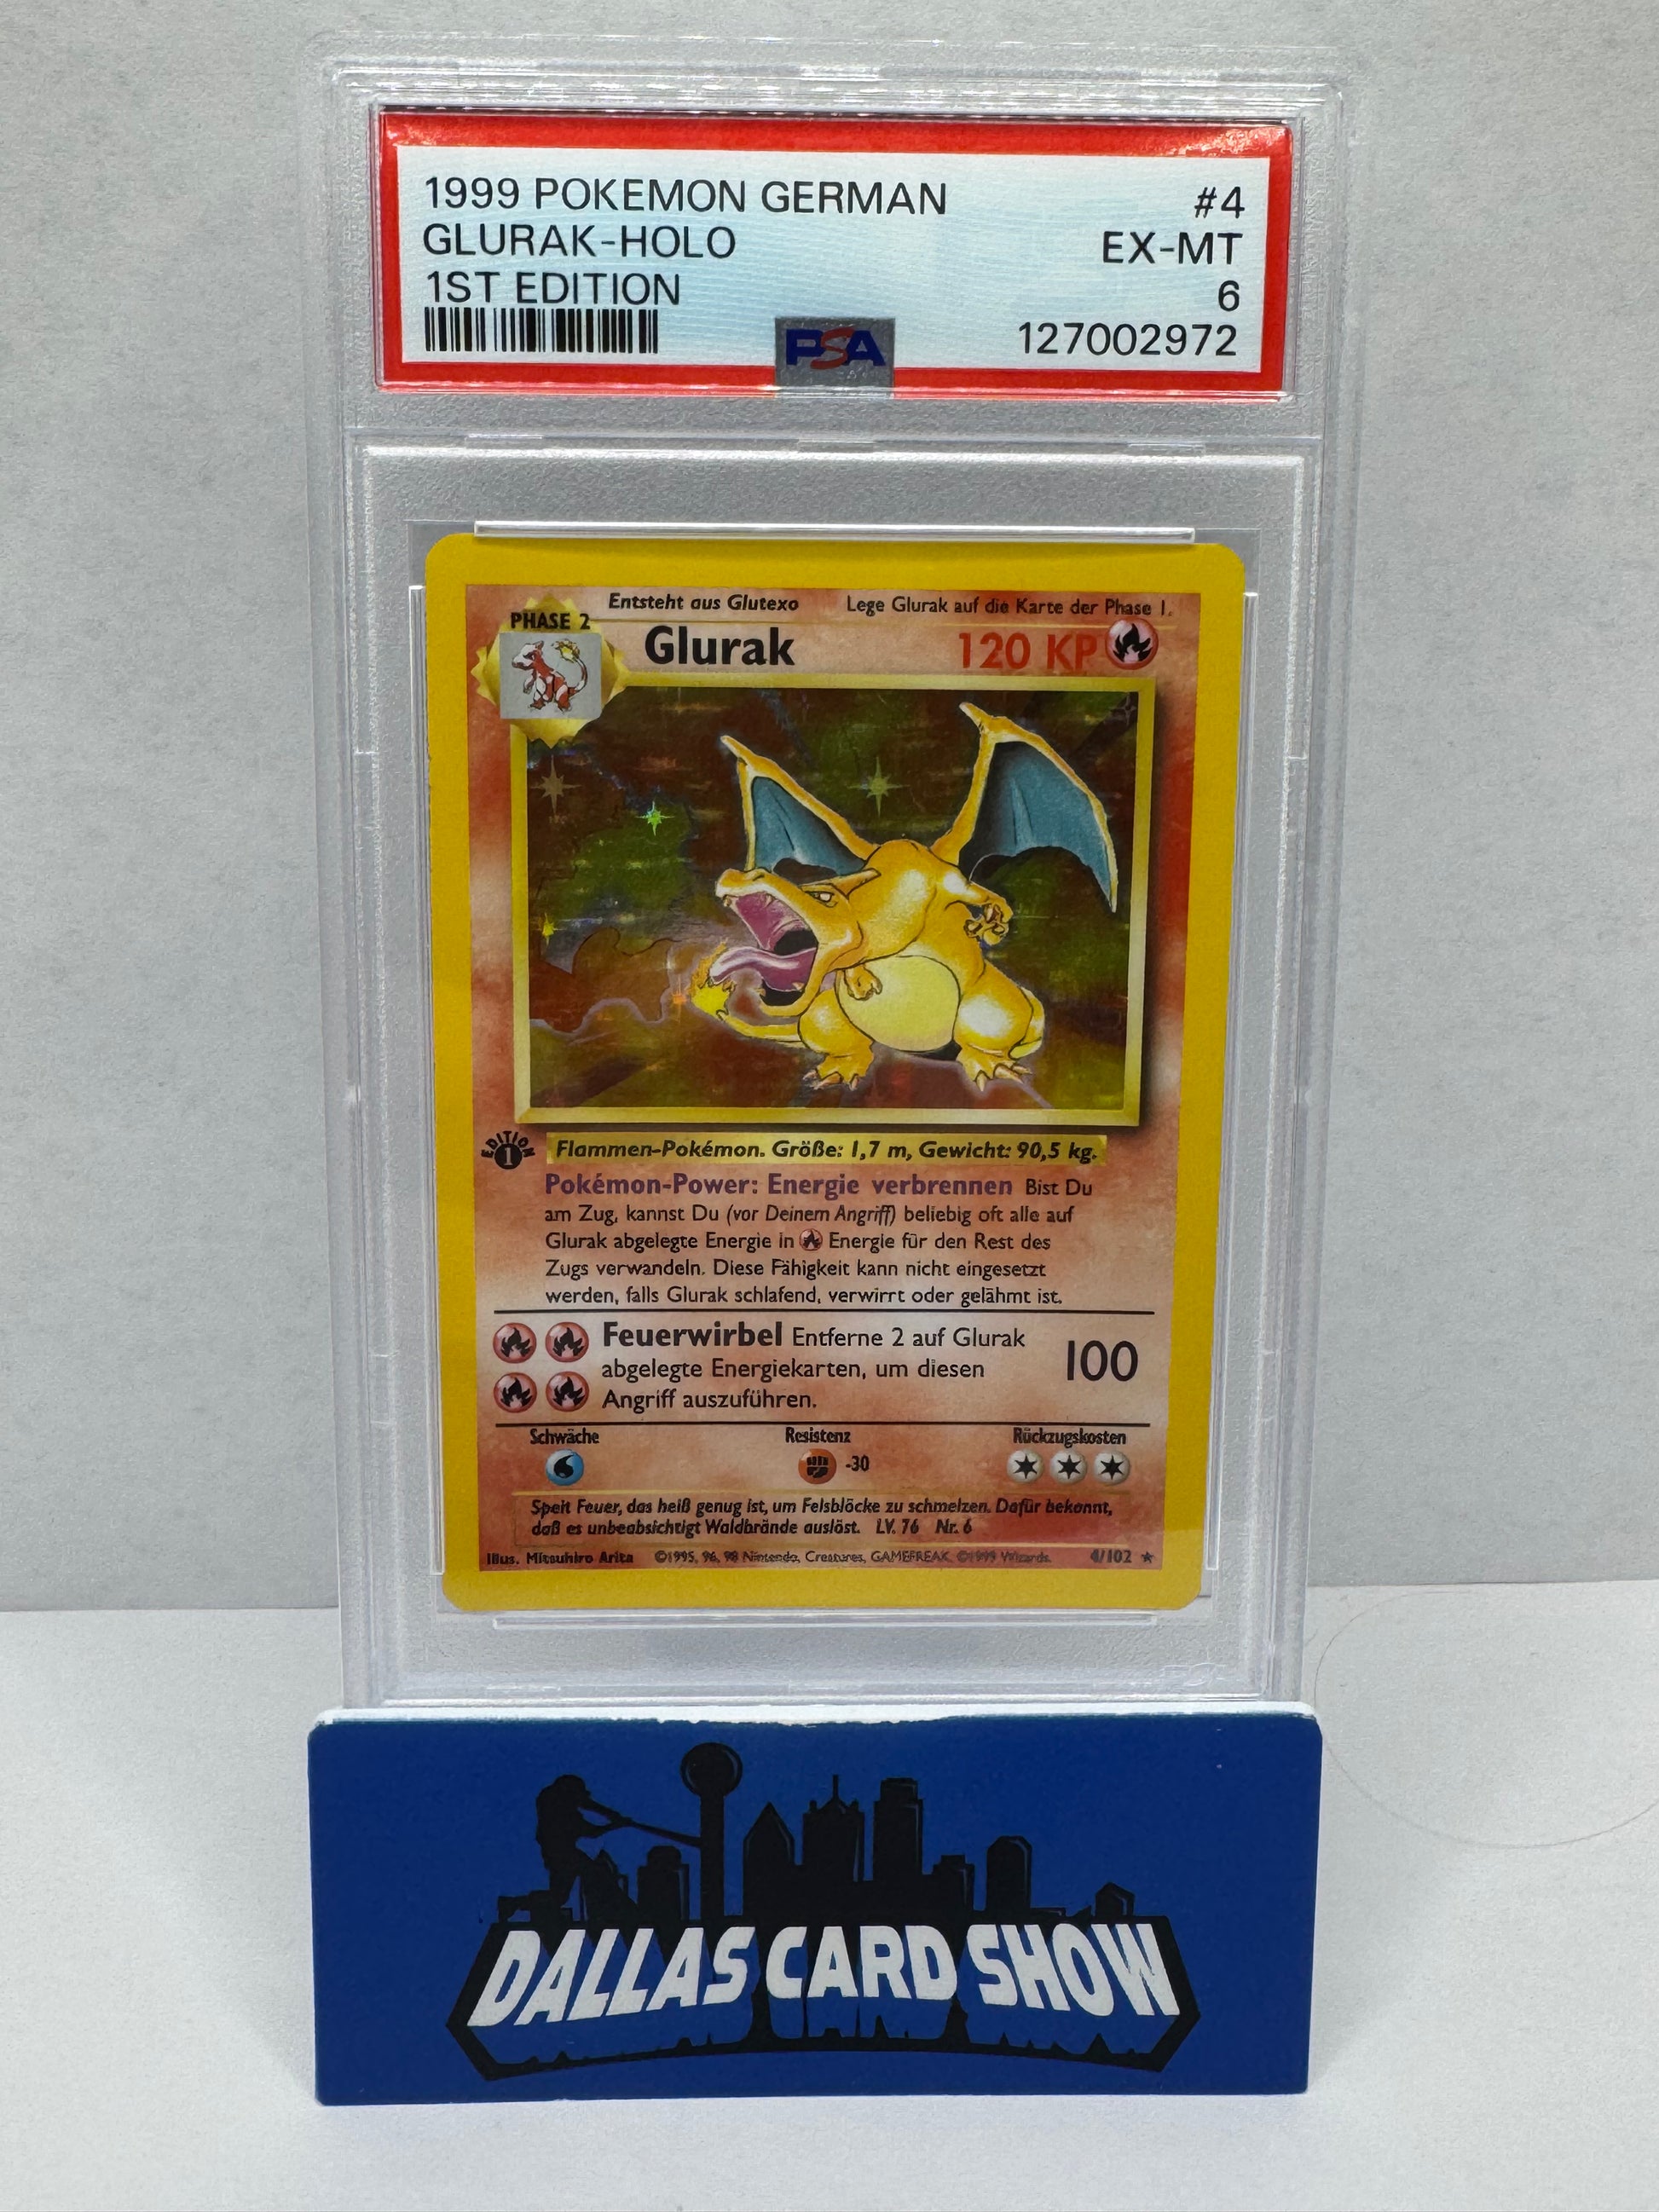 1999 POKEMON GERMAN #4
GLURAK-HOLO EX-MT
1ST EDITION 6
PSA 127002972
Entsteht aus Glutexo Lege Glurak auf die Karte der Phase 1.
PHASE 2
Glurak 120 KP
EDITION
1
Flammen-Pokémon. Größe: 1,7 m, Gewicht: 90,5 kg.
Pokémon-Power: Energie verbrennen Bist Du
am Zug, kannst Du (vor Deinem Angriff) beliebig oft alle auf
Glurak abgelegte Energie in Energie für den Rest des
Zugs verwandeln. Diese Fähigkeit kann nicht eingesetzt
werden, falls Glurak schlafend, verwirrt oder gelähmt ist.
Feuerwirbel Entferne 2 auf Glurak
abgelegte Energiekarten, um diesen 100
Angriff auszuführen.
Schwäche Resistenz Rückzugskosten
-30
Speit Feuer, das heiß genug ist, um Felsblöcke zu schmelzen. Dafür bekannt,
daß es unbeabsichtigt Waldbrände auslöst. LV. 76 Nr. 6
Illus. Mitsuhiro Arita ©1995, 96, 98 Nintendo, Creatures, GAMEFREAK. ©1999 Wizards. 4/102
DALLAS CARD SHOW